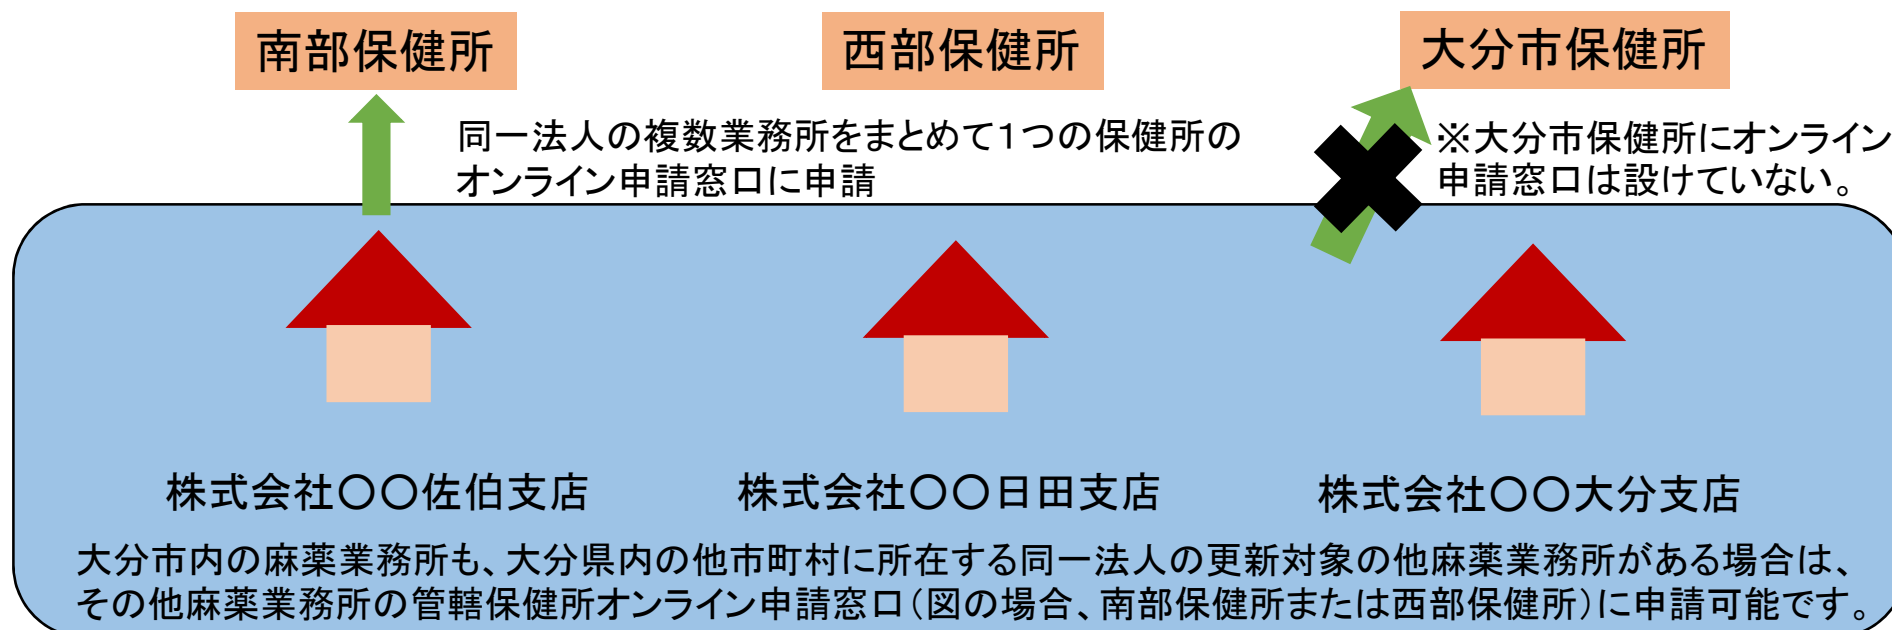 南部保健所
西部保健所
大分市保健所
同一法人の複数業務所をまとめて１つの保健所の
オンライン申請窓口に申請
※大分市保健所にオンライン
申請窓口は設けていない。
株式会社〇〇佐伯支店
株式会社〇〇日田支店
株式会社〇〇大分支店
大分市内の麻薬業務所も、大分県内の他市町村に所在する同一法人の更新対象の他麻薬業務所がある場合は、
その他麻薬業務所の管轄保健所オンライン申請窓口（図の場合、南部保健所または西部保健所）に申請可能です。